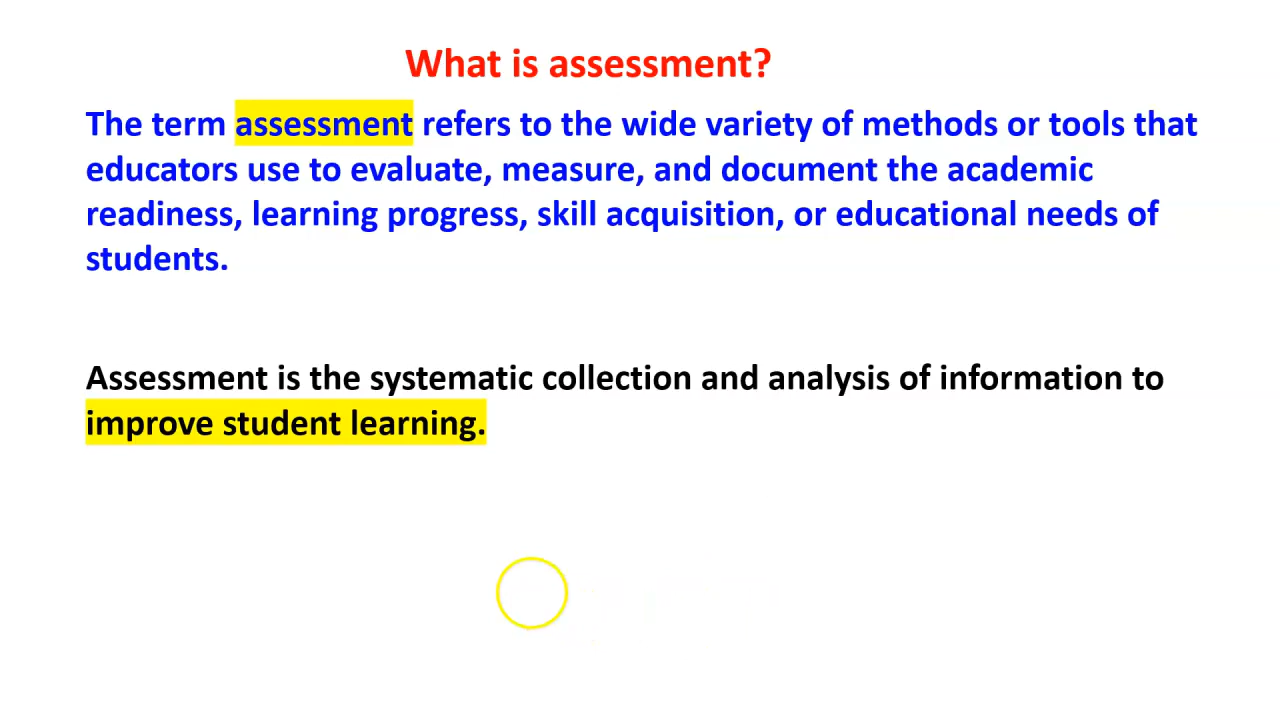 What is assessment?
The term assessment refers to the wide variety of methods or tools that
educators use to evaluate, measure, and document the academic
readiness, learning progress, skill acquisition, or educational needs of
students.
Assessment is the systematic collection and analysis of information to
improve student learning.